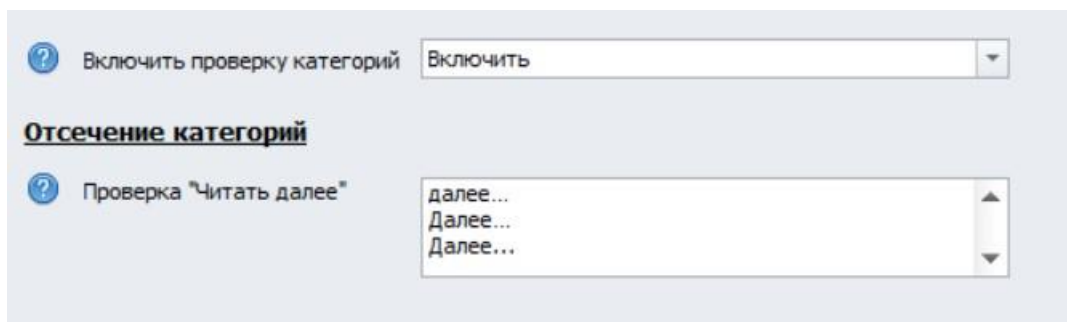 Включить проверку категорий Включить
Отсечение категорий
Проверка "Читать далее" далее...
Далее...
Далее...